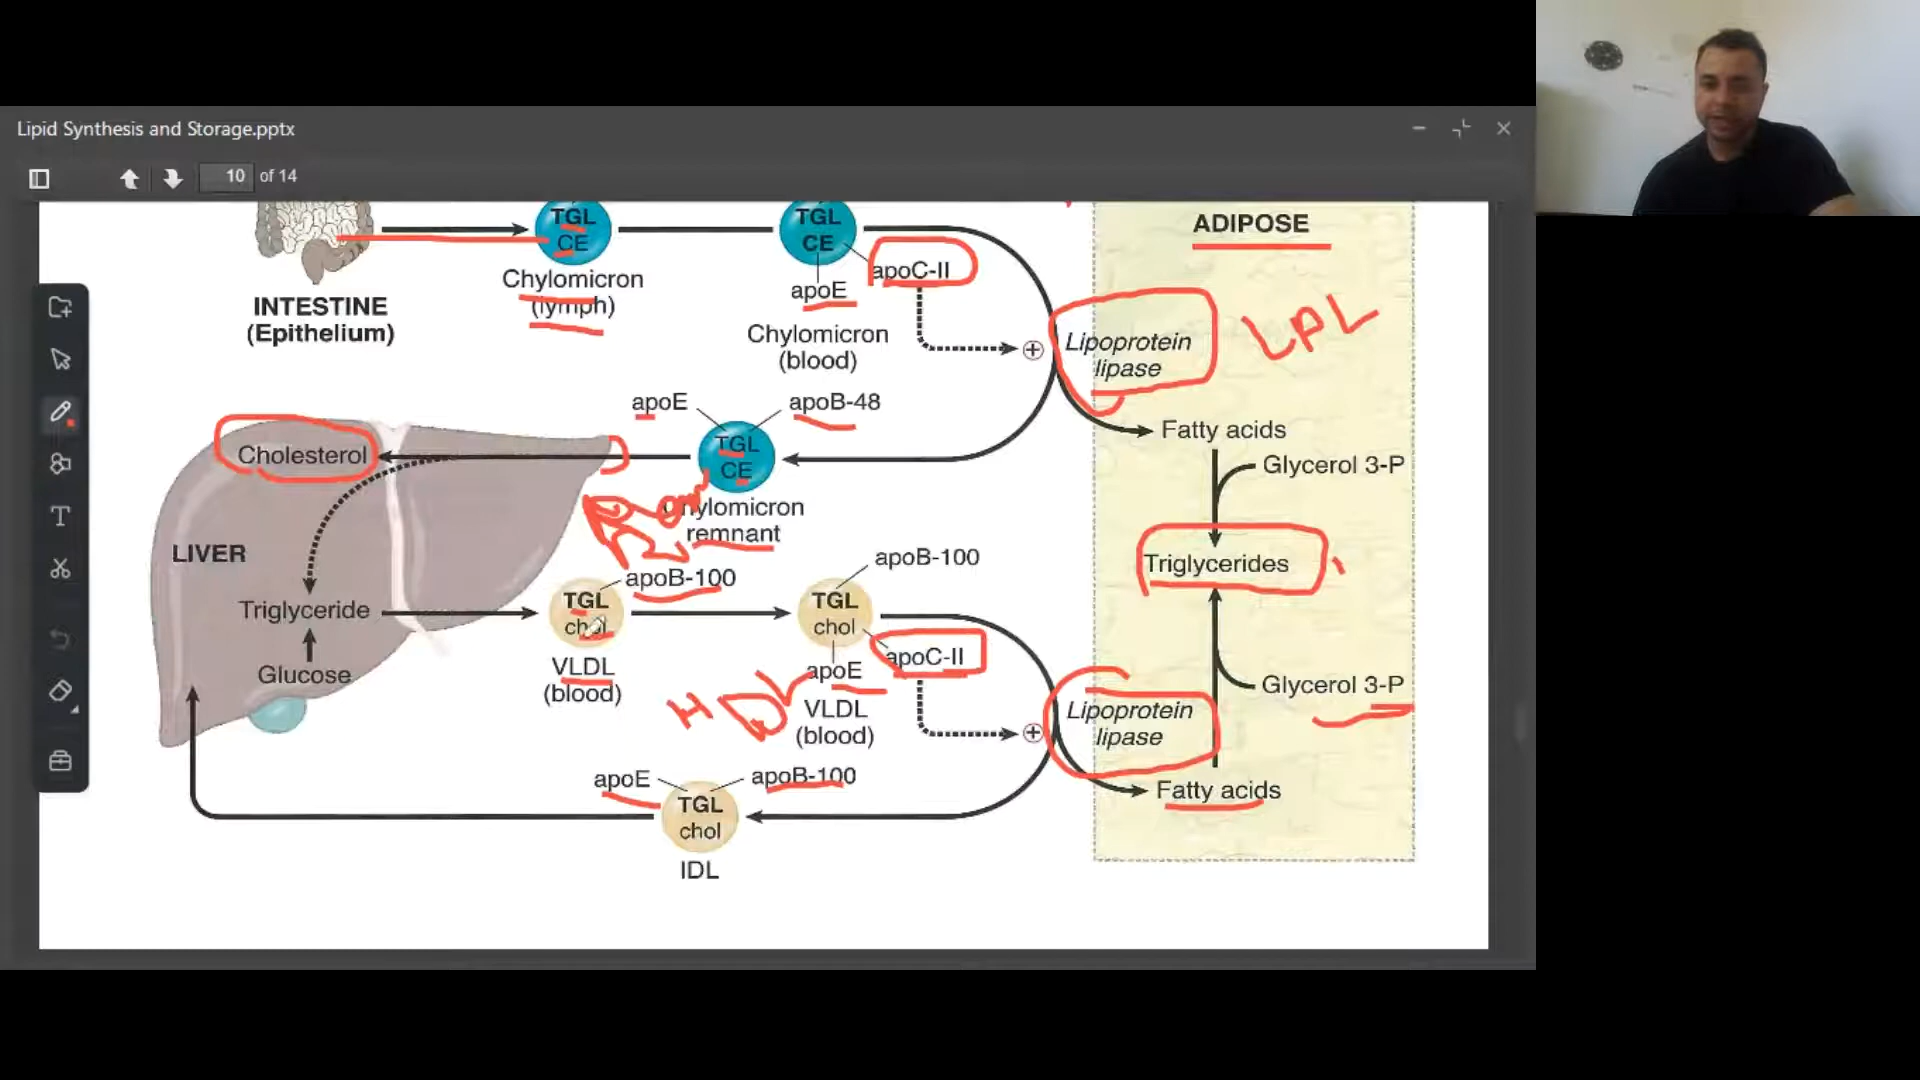 Lipid Synthesis and Storage.pptx
10 of 14
TGL
CE
Chylomicron
(lymph)
INTESTINE
(Epithelium)
TGL
CE
apoC-II
apoE
Chylomicron
(blood)
ADIPOSE
Lipoprotein
lipase
LPL
apoE
apoB-48
TGL
CE
Chylomicron
remnant
Cholesterol
LIVER
Triglyceride
Glucose
Fatty acids
Glycerol 3-P
Triglycerides
Glycerol 3-P
Fatty acids
apoB-100
TGL
chol
VLDL
(blood)
apoB-100
TGL
chol
apoC-II
apoE
VLDL
(blood)
HDL
Lipoprotein
lipase
apoE
apoB-100
TGL
chol
IDL